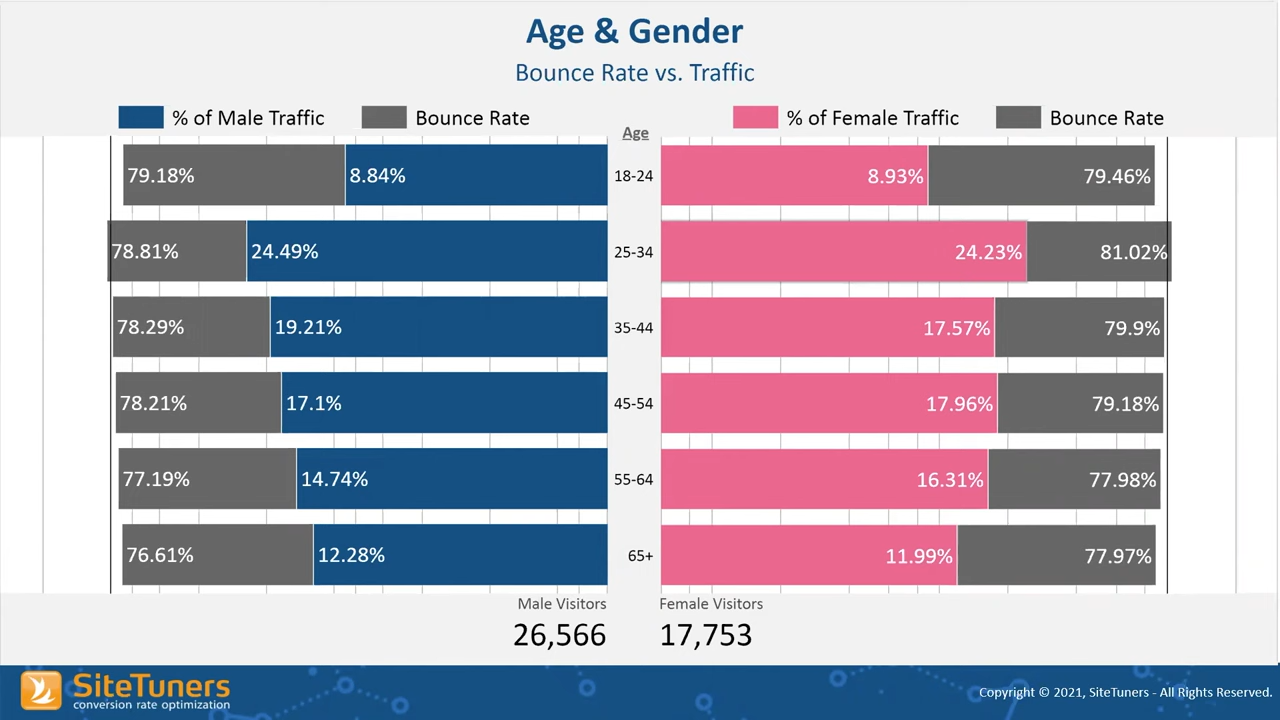 Age & Gender
Bounce Rate vs. Traffic
% of Male Traffic Bounce Rate % of Female Traffic Bounce Rate
Age
79.18% 8.84% 18-24 8.93% 79.46%
78.81% 24.49% 25-34 24.23% 81.02%
78.29% 19.21% 35-44 17.57% 79.9%
78.21% 17.1% 45-54 17.96% 79.18%
77.19% 14.74% 55-64 16.31% 77.98%
76.61% 12.28% 65+ 11.99% 77.97%
Male Visitors Female Visitors
26,566 17,753
SiteTuners
conversion rate optimization
Copyright © 2021, SiteTuners - All Rights Reserved.